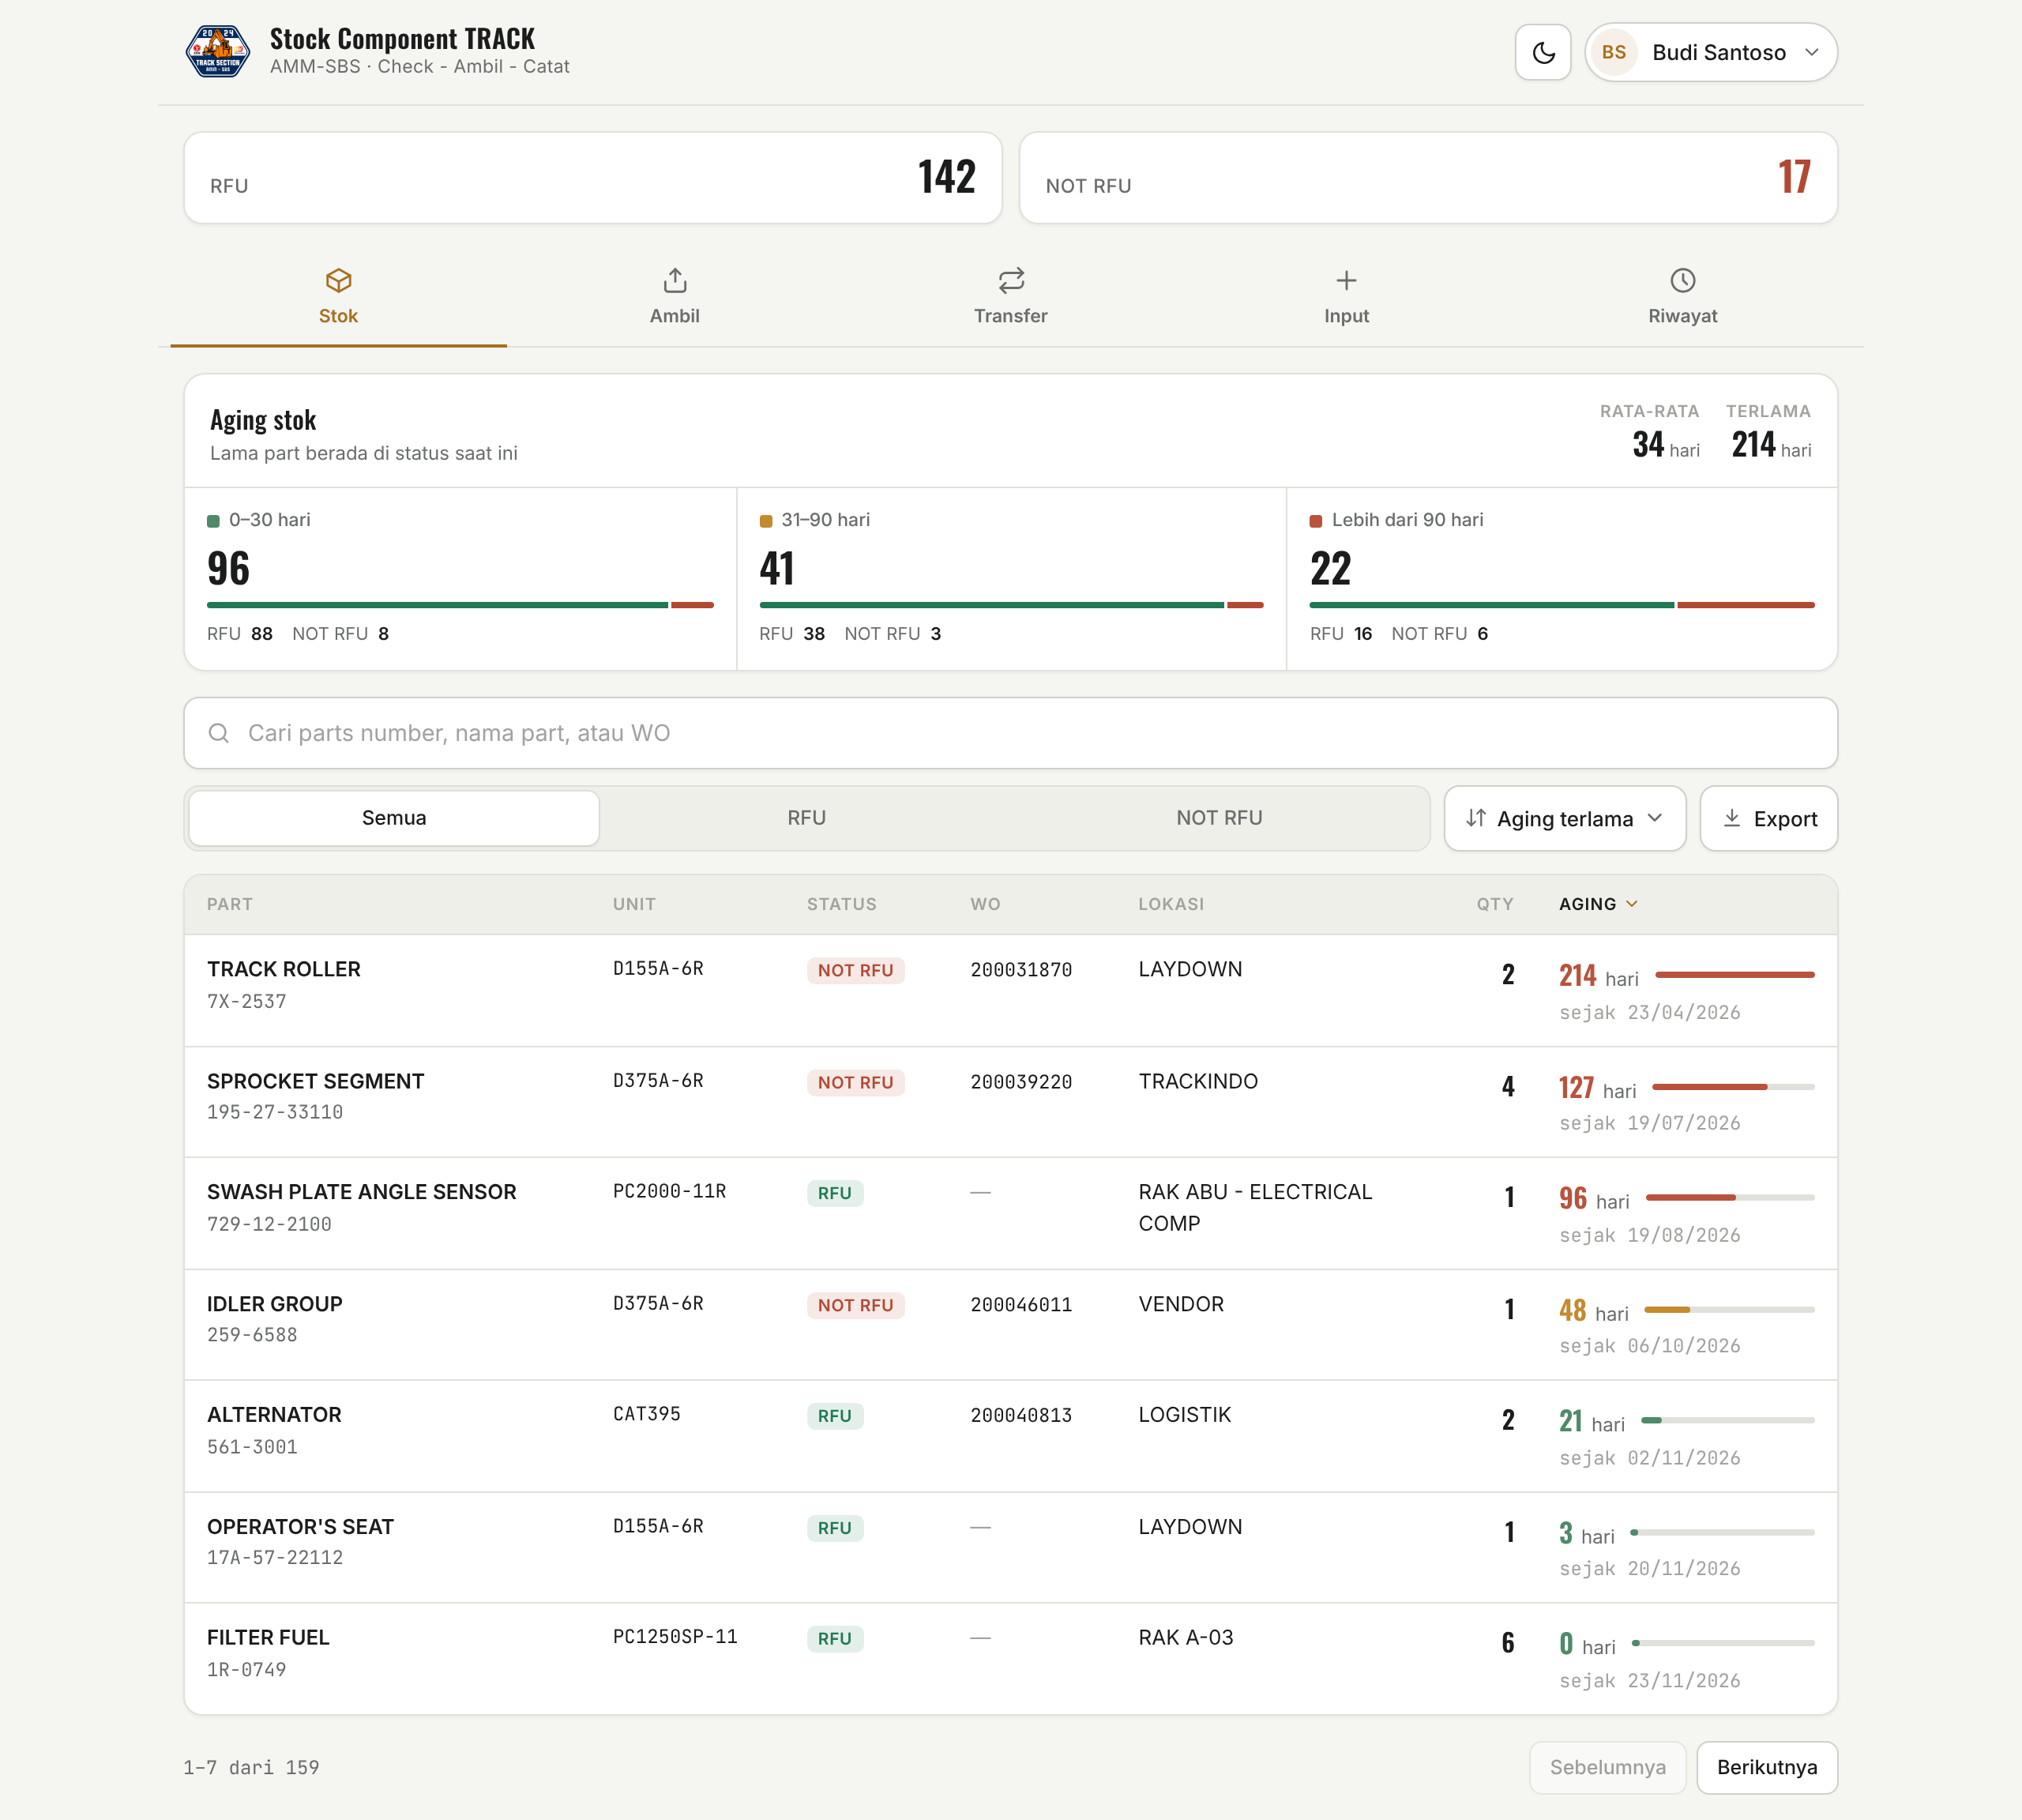 20 24
TRACK SECTION
AMM - SBS
Stock Component TRACK
AMM-SBS · Check - Ambil - Catat
BS
Budi Santoso
RFU
142
NOT RFU
17
Stok
Ambil
Transfer
Input
Riwayat
Aging stok
Lama part berada di status saat ini
RATA-RATA
34 hari
TERLAMA
214 hari
0–30 hari
96
RFU 88 NOT RFU 8
31–90 hari
41
RFU 38 NOT RFU 3
Lebih dari 90 hari
22
RFU 16 NOT RFU 6
Cari parts number, nama part, atau WO
Semua
RFU
NOT RFU
Aging terlama
Export
PART UNIT STATUS WO LOKASI QTY AGING
TRACK ROLLER D155A-6R NOT RFU 200031870 LAYDOWN 2 214 hari
7X-2537 sejak 23/04/2026
SPROCKET SEGMENT D375A-6R NOT RFU 200039220 TRACKINDO 4 127 hari
195-27-33110 sejak 19/07/2026
SWASH PLATE ANGLE SENSOR PC2000-11R RFU — RAK ABU - ELECTRICAL 1 96 hari
729-12-2100 COMP sejak 19/08/2026
IDLER GROUP D375A-6R NOT RFU 200046011 VENDOR 1 48 hari
259-6588 sejak 06/10/2026
ALTERNATOR CAT395 RFU 200040813 LOGISTIK 2 21 hari
561-3001 sejak 02/11/2026
OPERATOR'S SEAT D155A-6R RFU — LAYDOWN 1 3 hari
17A-57-22112 sejak 20/11/2026
FILTER FUEL PC1250SP-11 RFU — RAK A-03 6 0 hari
1R-0749 sejak 23/11/2026
1–7 dari 159
Sebelumnya
Berikutnya